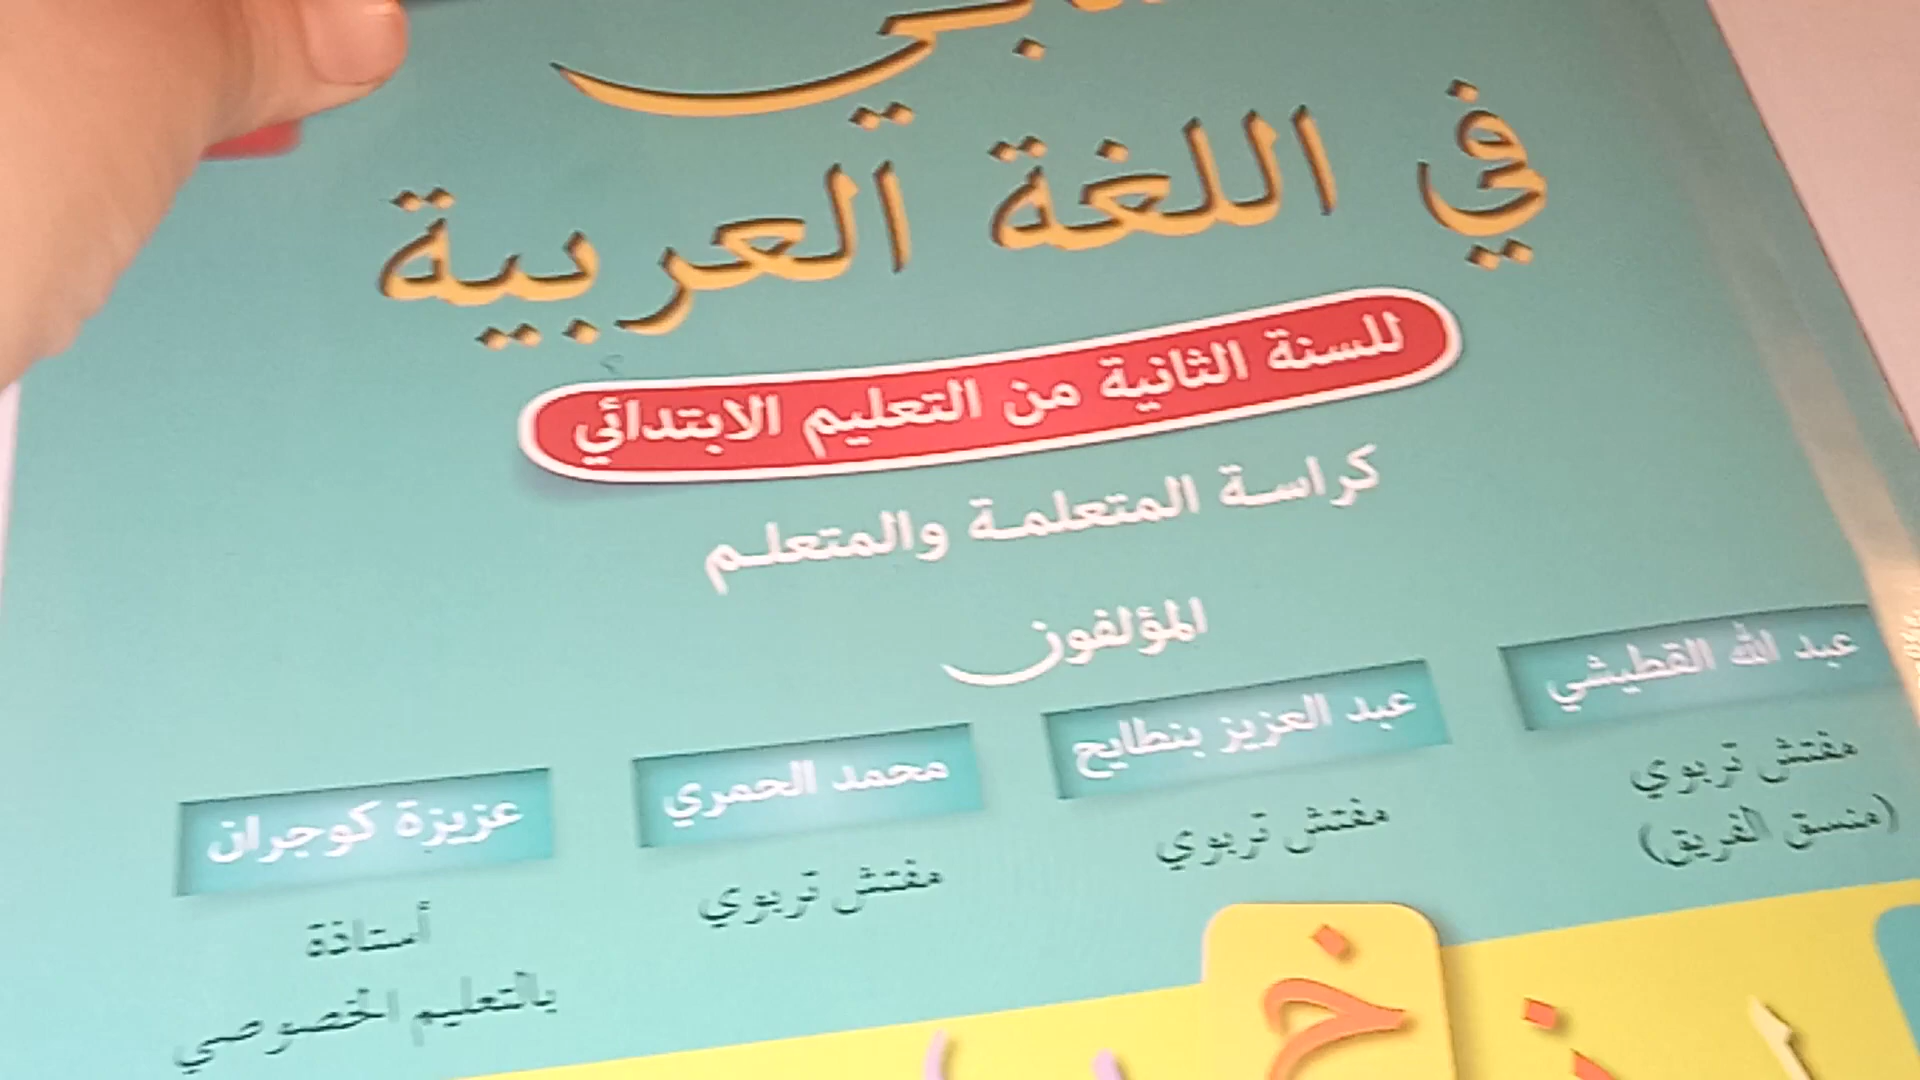 في اللغة العربية
للسنة الثانية من التعليم الابتدائي
كراسة المتعلمة والمتعلم
المؤلفون
عبد الله القطيشي
مفتش تربوي
(منسق الفريق)
عبد العزيز بنطايح
مفتش تربوي
محمد الحمري
مفتش تربوي
عزيزة كوجران
أستاذة
بالتعليم الخصوصي
خ